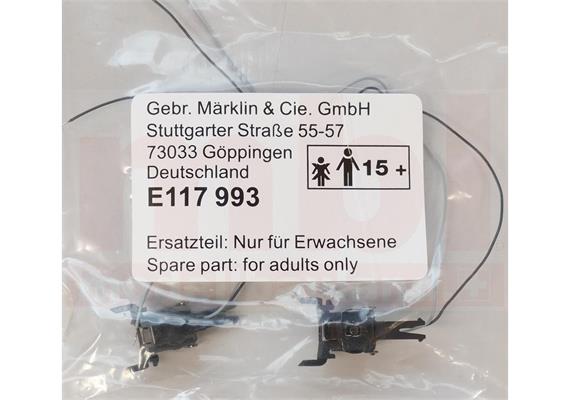 Gebr. Märklin & Cie. GmbH
Stuttgarter Straße 55-57
73033 Göppingen
Deutschland
15 +
E117 993
Ersatzteil: Nur für Erwachsene
Spare part: for adults only